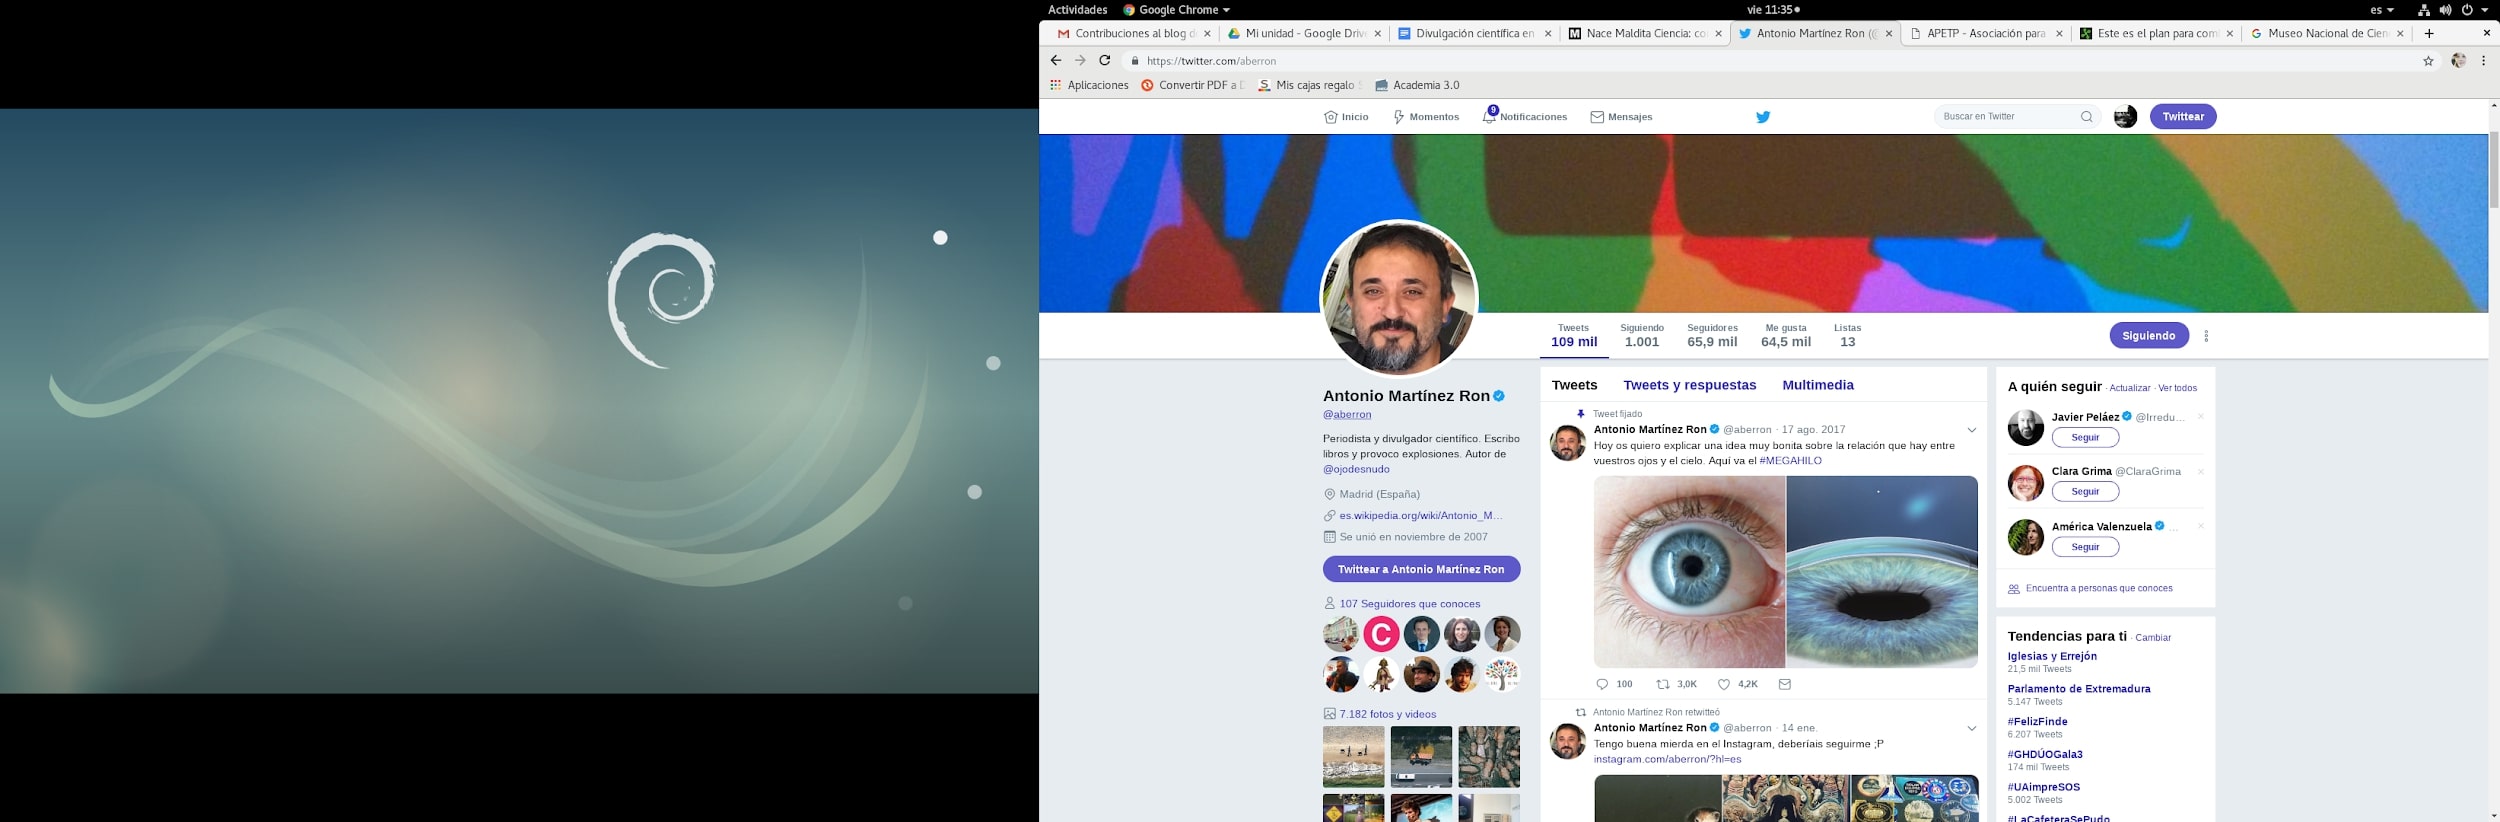 Actividades Google Chrome vie 11:35 es
Contribuciones al blog d Mi unidad - Google Drive Divulgación científica en Nace Maldita Ciencia: co Antonio Martínez Ron (@ APETP - Asociación para Este es el plan para com Museo Nacional de Cien
https://twitter.com/aberron
Aplicaciones Convertir PDF a D Mis cajas regalo S Academia 3.0
Inicio Momentos 9 Notificaciones Mensajes Buscar en Twitter Twittear
Tweets Siguiendo Seguidores Me gusta Listas
109 mil 1.001 65,9 mil 64,5 mil 13
Siguiendo
Antonio Martínez Ron
@aberron
Periodista y divulgador científico. Escribo
libros y provoco explosiones. Autor de
@ojodesnudo
Madrid (España)
es.wikipedia.org/wiki/Antonio_M…
Se unió en noviembre de 2007
Twittear a Antonio Martínez Ron
107 Seguidores que conoces
C
7.182 fotos y videos
Tweets Tweets y respuestas Multimedia
Tweet fijado
Antonio Martínez Ron @aberron · 17 ago. 2017
Hoy os quiero explicar una idea muy bonita sobre la relación que hay entre
vuestros ojos y el cielo. Aquí va el #MEGAHILO
100 3,0K 4,2K
Antonio Martínez Ron retwitteó
Antonio Martínez Ron @aberron · 14 ene.
Tengo buena mierda en el Instagram, deberíais seguirme ;P
instagram.com/aberron/?hl=es
A quién seguir · Actualizar · Ver todos
Javier Peláez @Irredu…
Seguir
Clara Grima @ClaraGrima
Seguir
América Valenzuela …
Seguir
Encuentra a personas que conoces
Tendencias para ti · Cambiar
Iglesias y Errejón
21,5 mil Tweets
Parlamento de Extremadura
5.147 Tweets
#FelizFinde
6.207 Tweets
#GHDÚOGala3
174 mil Tweets
#UAimpreSOS
5.002 Tweets
#LaCafeteraSePudo